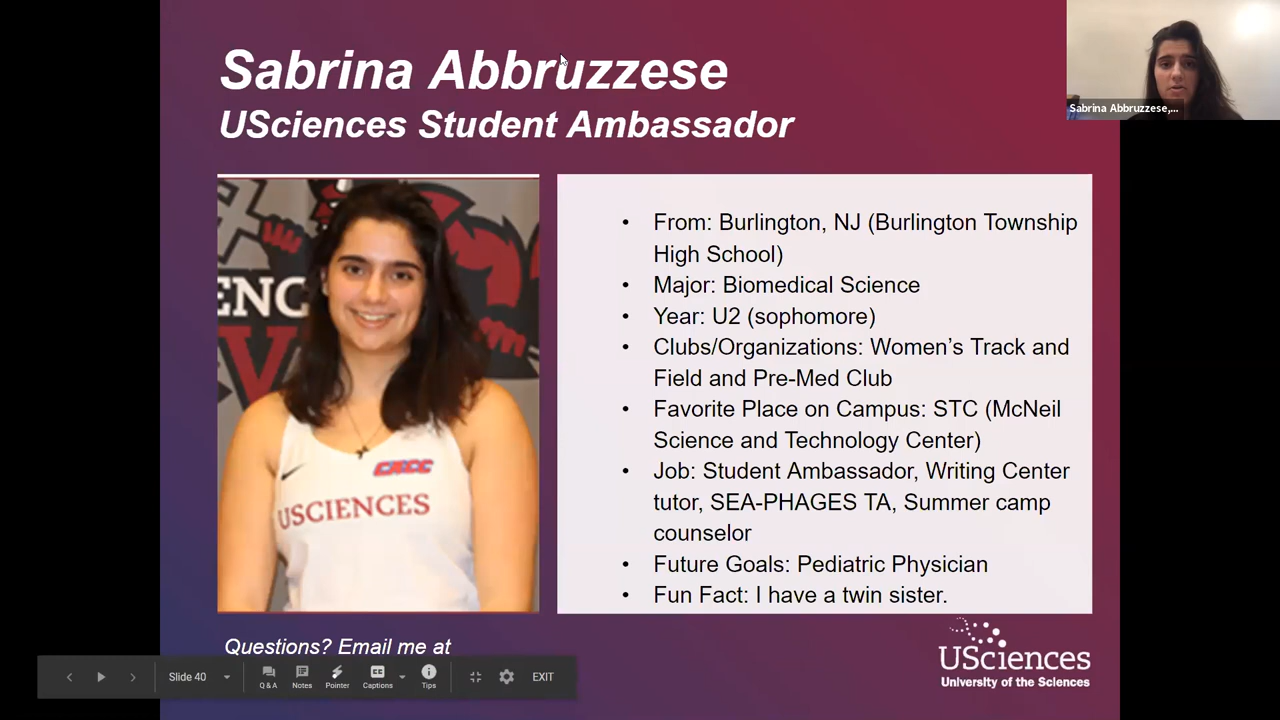 Sabrina Abbruzzese
USciences Student Ambassador
Sabrina Abbruzzese,...
ENC
V
CACC
USCIENCES
• From: Burlington, NJ (Burlington Township
High School)
• Major: Biomedical Science
• Year: U2 (sophomore)
• Clubs/Organizations: Women’s Track and
Field and Pre-Med Club
• Favorite Place on Campus: STC (McNeil
Science and Technology Center)
• Job: Student Ambassador, Writing Center
tutor, SEA-PHAGES TA, Summer camp
counselor
• Future Goals: Pediatric Physician
• Fun Fact: I have a twin sister.
Questions? Email me at
USciences
University of the Sciences
Slide 40
Q & A
Notes
Pointer
Captions
Tips
EXIT